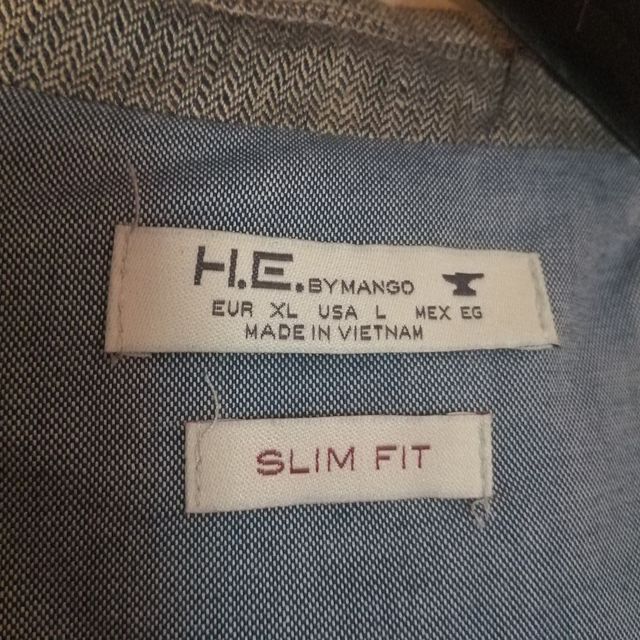 H.E. BY MANGO
EUR XL USA L MEX EG
MADE IN VIETNAM
SLIM FIT